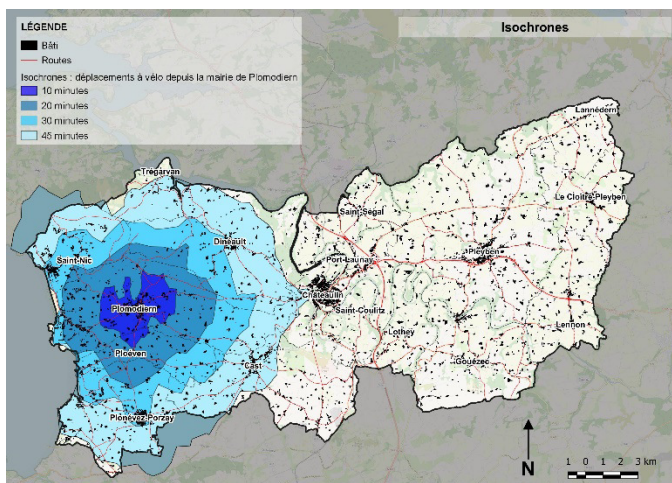 LÉGENDE
Bâti
Routes
Isochrones : déplacements à vélo depuis la mairie de Plomodiern
10 minutes
20 minutes
30 minutes
45 minutes
Isochrones
Lannédern
Trégarvan
Le Cloître-Pleyben
Saint-Ségal
Dinéault
Pleyben
Saint-Nic
Port-Launay
Châteaulin
Plomodiern
Saint-Coulitz
Lennon
Lothey
Ploéven
Gouézec
Cast
Plonévez-Porzay
N
1 0 1 2 3 km